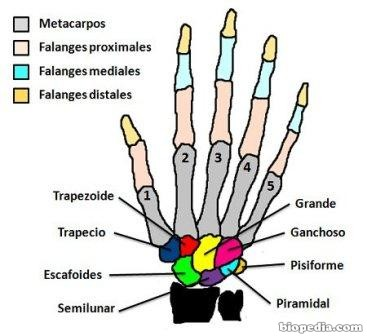 Metacarpos
Falanges proximales
Falanges mediales
Falanges distales
1
2
3
4
5
Trapezoide
Trapecio
Escafoides
Semilunar
Grande
Ganchoso
Pisiforme
Piramidal
biopedia.com